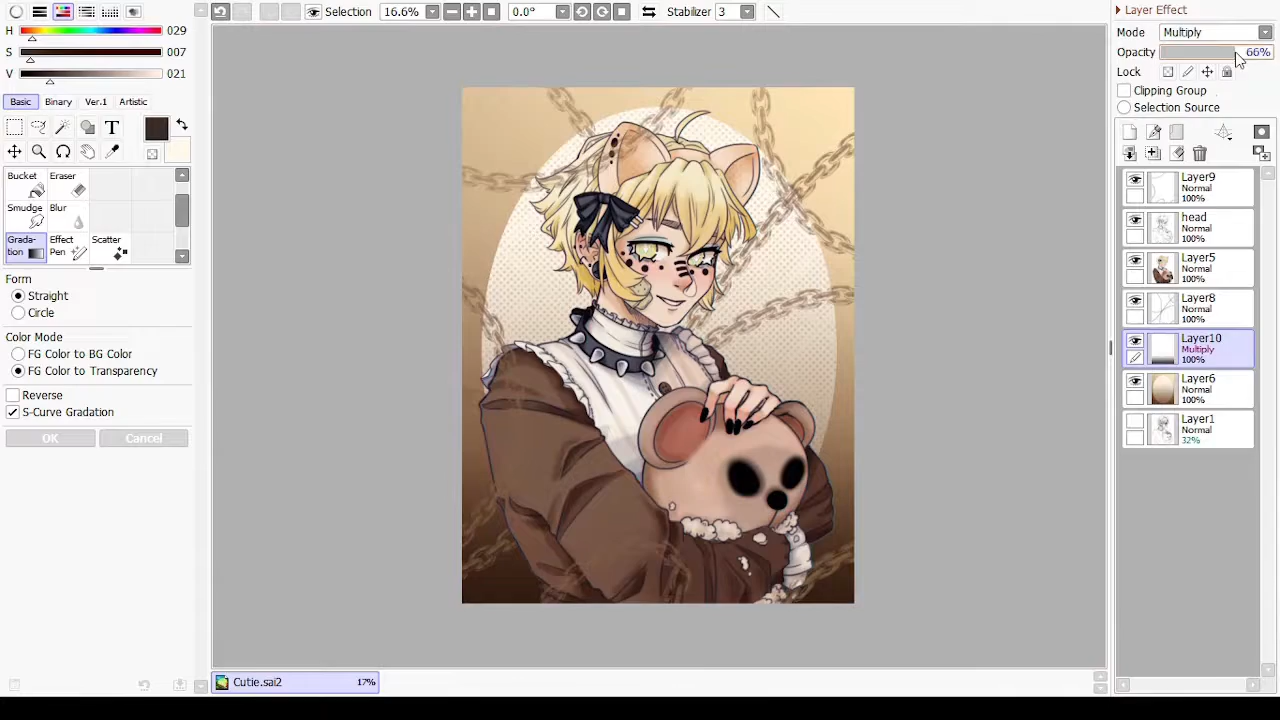 Selection 16.6% 0.0° Stabilizer 3
H 029
S 007
V 021
Basic Binary Ver.1 Artistic
T
Bucket Eraser
Smudge Blur
Grada-
tion
Effect
Pen
Scatter
Form
Straight
Circle
Color Mode
FG Color to BG Color
FG Color to Transparency
Reverse
S-Curve Gradation
OK Cancel
Cutie.sai2 17%
Layer Effect
Mode Multiply
Opacity 66%
Lock
Clipping Group
Selection Source
Layer9
Normal
100%
head
Normal
100%
Layer5
Normal
100%
Layer8
Normal
100%
Layer10
Multiply
100%
Layer6
Normal
100%
Layer1
Normal
32%